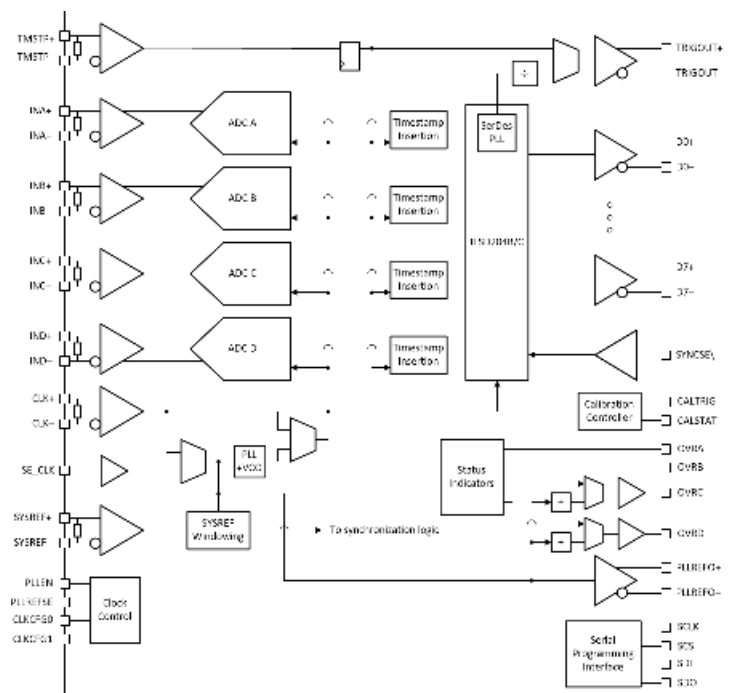 TMSTP+
TMSTP
TRIGOUT+
TRIGOUT
÷
INA+
INA−
ADC A
Timestamp
Insertion
SerDes
PLL
D0+
D0−
INB+
INB
ADC B
Timestamp
Insertion
JESD204B/C
INC+
INC−
ADC C
Timestamp
Insertion
D7+
D7−
IND+
IND−
ADC D
Timestamp
Insertion
SYNCSE\
CLK+
CLK−
Calibration
Controller
CALTRIG
CALSTAT
SE_CLK
PLL
+VCO
Status
Indicators
OVRA
OVRB
OVRC
OVRD
SYSREF+
SYSREF
SYSREF
Windowing
To synchronization logic
PLLEN
PLLREFSE
CLKCFG0
CLKCFG1
Clock
Control
PLLREFO+
PLLREFO−
Serial
Programming
Interface
SCLK
SCS
SDI
SDO